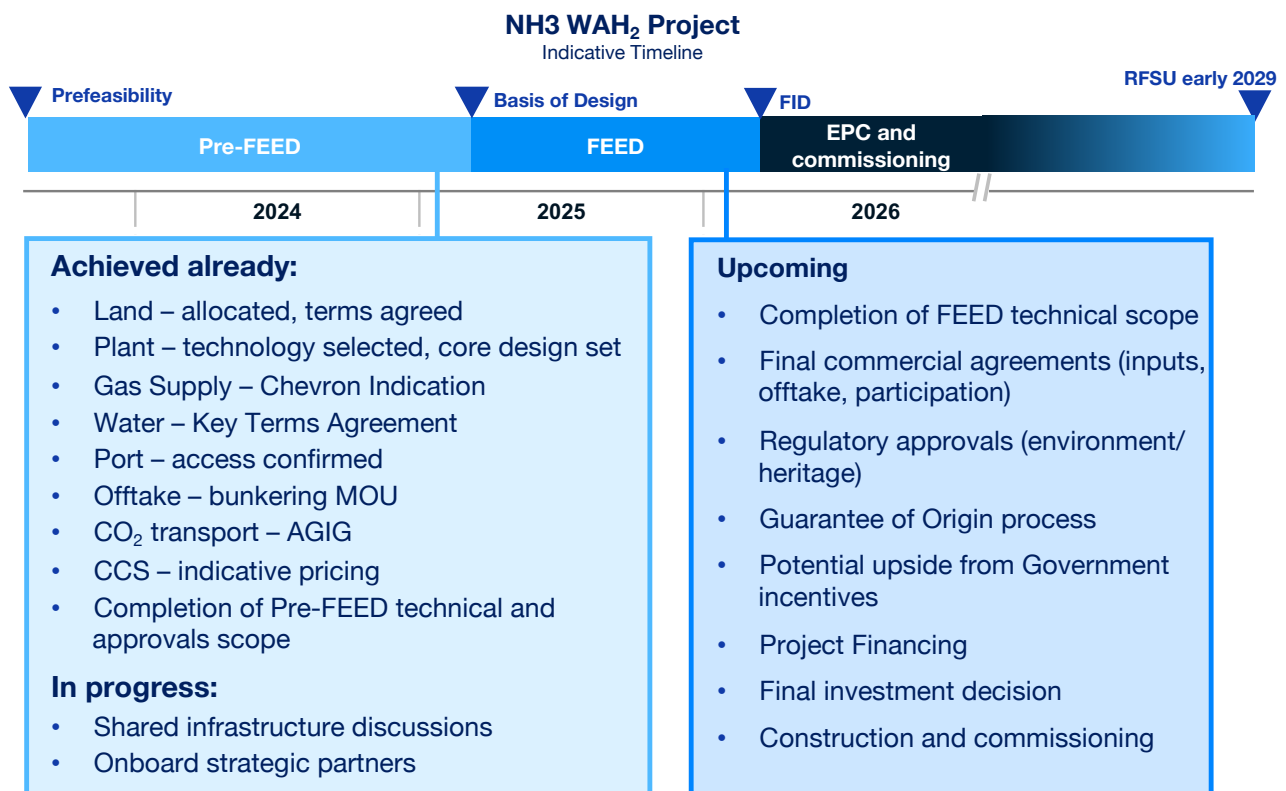 NH3 WAH₂ Project
Indicative Timeline
RFSU early 2029
Prefeasibility
Basis of Design
FID
Pre-FEED
FEED
EPC and
commissioning
2024
2025
2026
Achieved already:
• Land – allocated, terms agreed
• Plant – technology selected, core design set
• Gas Supply – Chevron Indication
• Water – Key Terms Agreement
• Port – access confirmed
• Offtake – bunkering MOU
• CO₂ transport – AGIG
• CCS – indicative pricing
• Completion of Pre-FEED technical and
approvals scope
In progress:
• Shared infrastructure discussions
• Onboard strategic partners
Upcoming
• Completion of FEED technical scope
• Final commercial agreements (inputs,
offtake, participation)
• Regulatory approvals (environment/
heritage)
• Guarantee of Origin process
• Potential upside from Government
incentives
• Project Financing
• Final investment decision
• Construction and commissioning